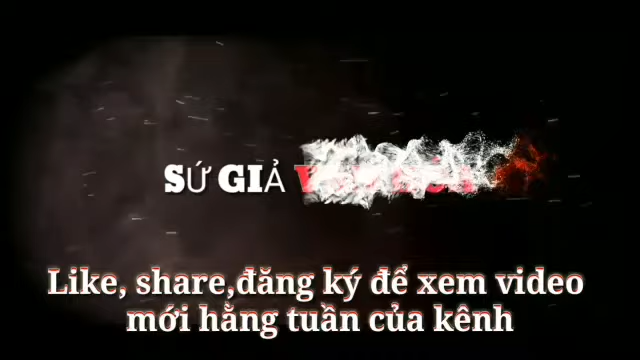 SỨ GIẢ
Like, share,đăng ký để xem video
mới hằng tuần của kênh